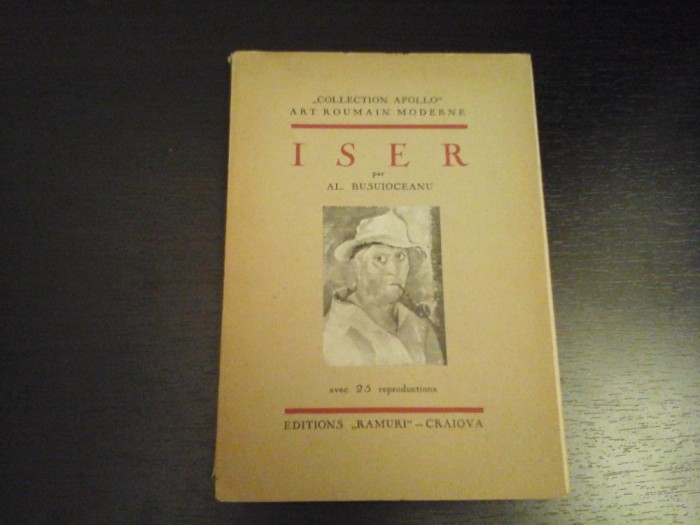 „COLLECTION APOLLO"
ART ROUMAIN MODERNE
ISER
par
AL. BUSUIOCEANU
avec 25 reproductions
EDITIONS „RAMURI" — CRAIOVA